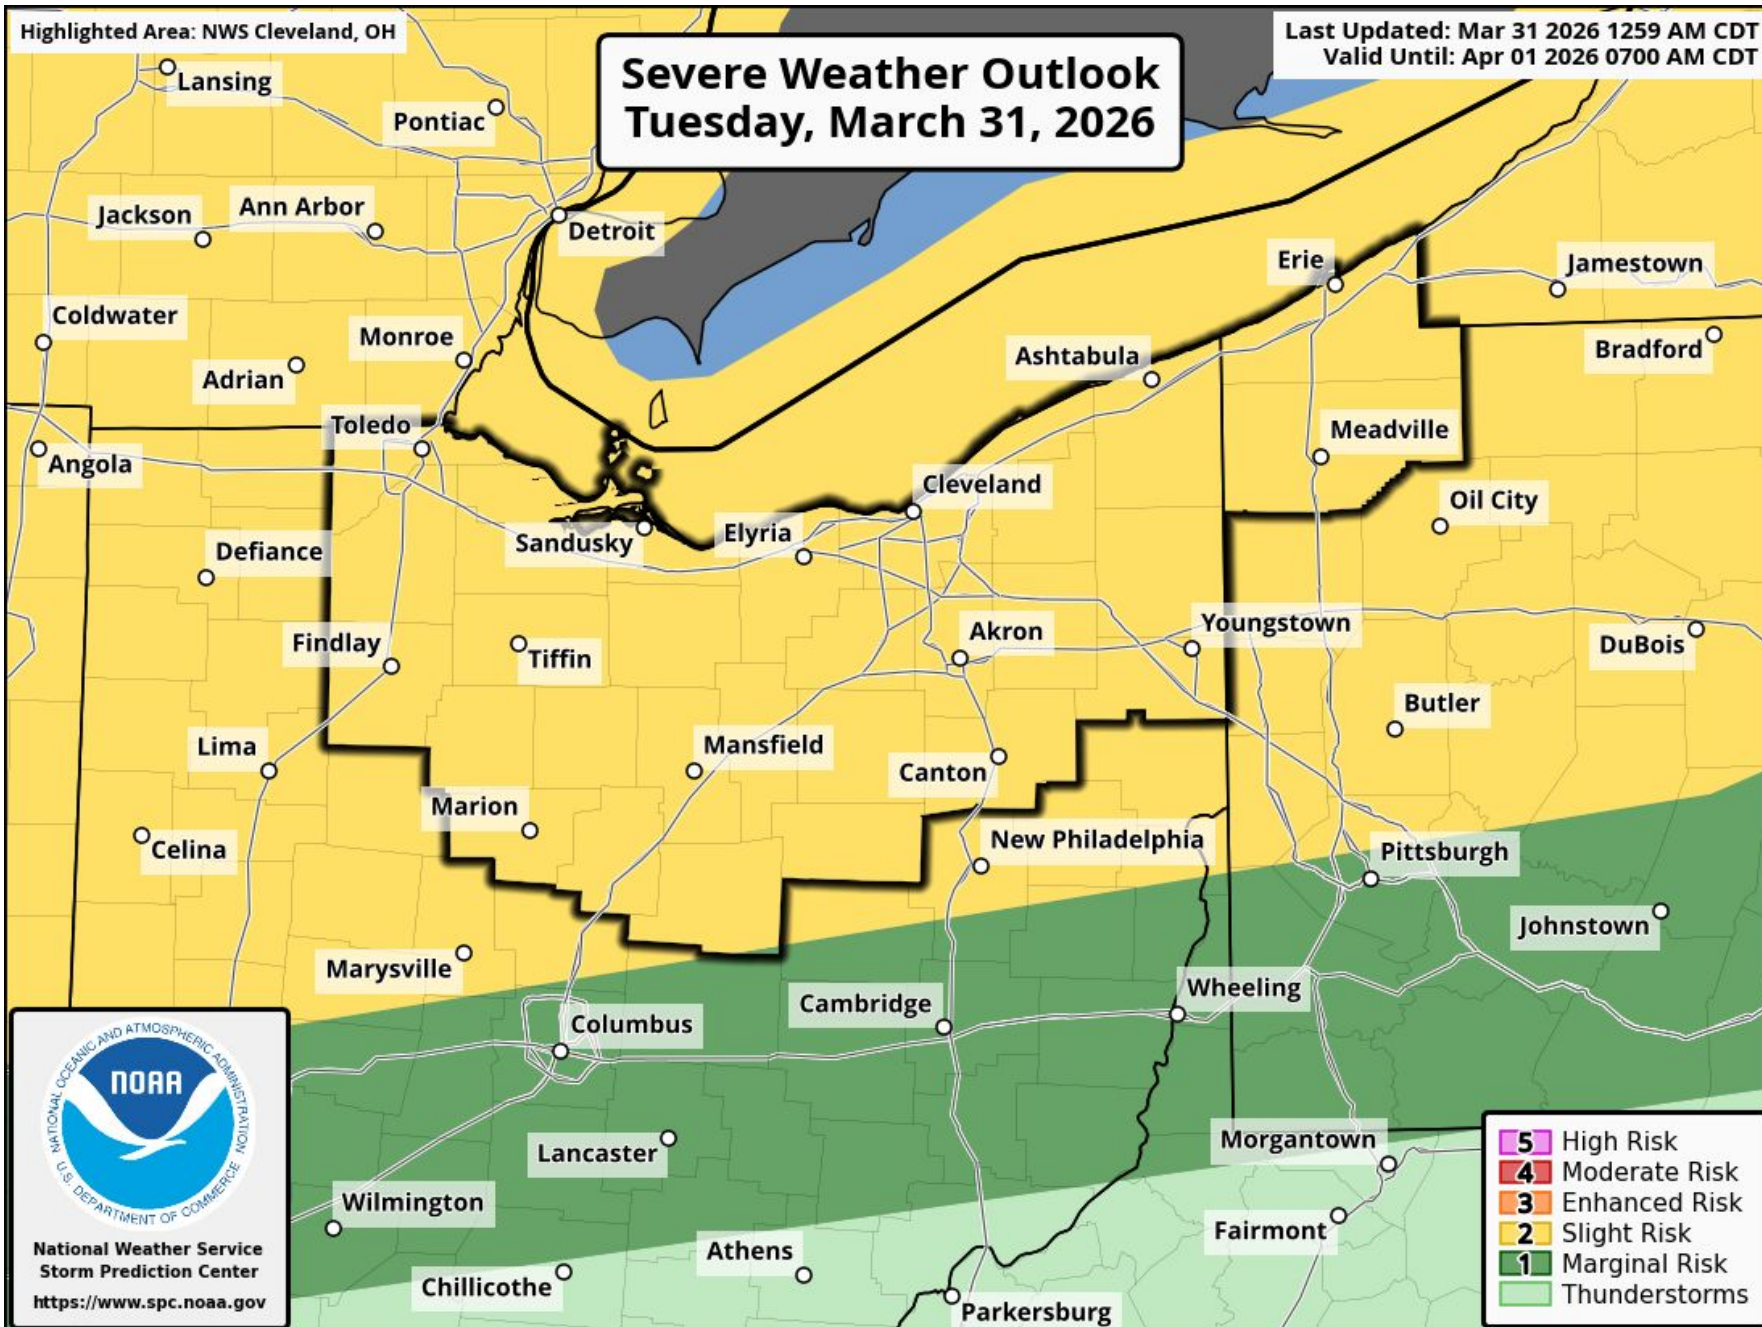 Highlighted Area: NWS Cleveland, OH
Last Updated: Mar 31 2026 1259 AM CDT
Valid Until: Apr 01 2026 0700 AM CDT
Severe Weather Outlook
Tuesday, March 31, 2026
Lansing
Pontiac
Jackson
Ann Arbor
Detroit
Erie
Jamestown
Coldwater
Monroe
Adrian
Ashtabula
Bradford
Toledo
Meadville
Angola
Cleveland
Oil City
Sandusky
Elyria
Defiance
Findlay
Tiffin
Akron
Youngstown
DuBois
Butler
Lima
Mansfield
Canton
Marion
Celina
New Philadelphia
Pittsburgh
Johnstown
Marysville
Wheeling
Cambridge
Columbus
Lancaster
Morgantown
Wilmington
Fairmont
Athens
Chillicothe
Parkersburg
NATIONAL OCEANIC AND ATMOSPHERIC ADMINISTRATION
NOAA
U.S. DEPARTMENT OF COMMERCE
National Weather Service
Storm Prediction Center
https://www.spc.noaa.gov
5 High Risk
4 Moderate Risk
3 Enhanced Risk
2 Slight Risk
1 Marginal Risk
Thunderstorms